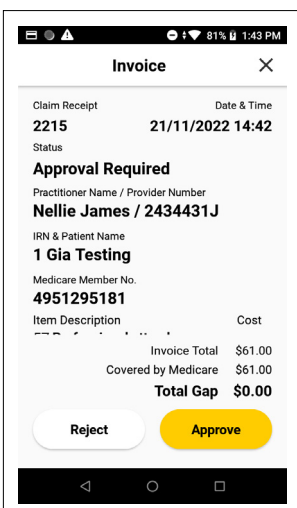 81% 1:43 PM
Invoice
Claim Receipt Date & Time
2215 21/11/2022 14:42
Status
Approval Required
Practitioner Name / Provider Number
Nellie James / 2434431J
IRN & Patient Name
1 Gia Testing
Medicare Member No.
4951295181
Item Description Cost
Invoice Total $61.00
Covered by Medicare $61.00
Total Gap $0.00
Reject Approve